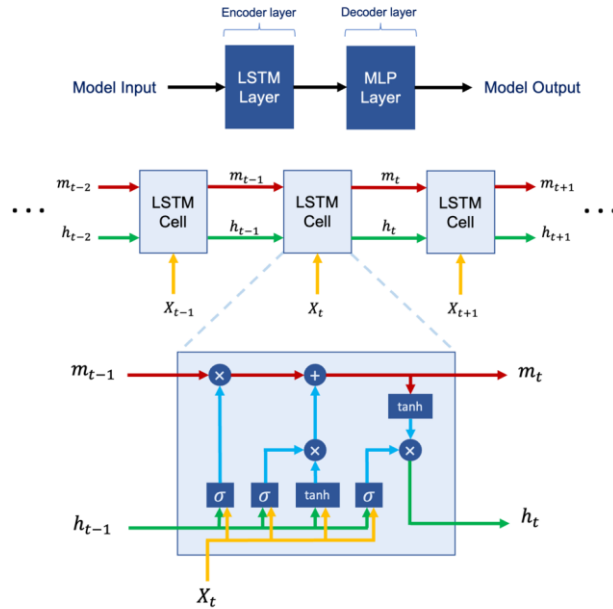 Encoder layer Decoder layer
Model Input LSTM Layer MLP Layer Model Output
m_{t-2} m_{t-1} m_t m_{t+1}
... LSTM Cell LSTM Cell LSTM Cell ...
h_{t-2} h_{t-1} h_t h_{t+1}
X_{t-1} X_t X_{t+1}
m_{t-1} × + m_t
tanh
× ×
σ σ tanh σ
h_{t-1} h_t
X_t